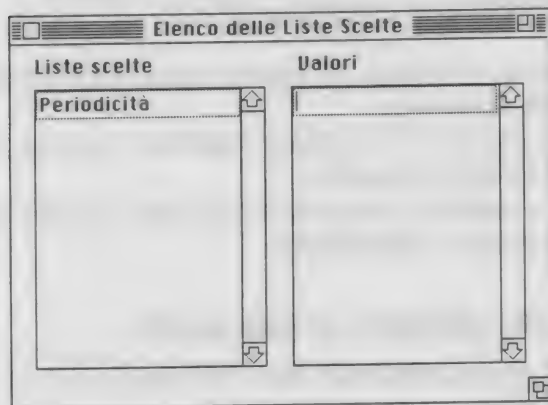 Elenco delle Liste Scelte
Liste scelte
Valori
Periodicità